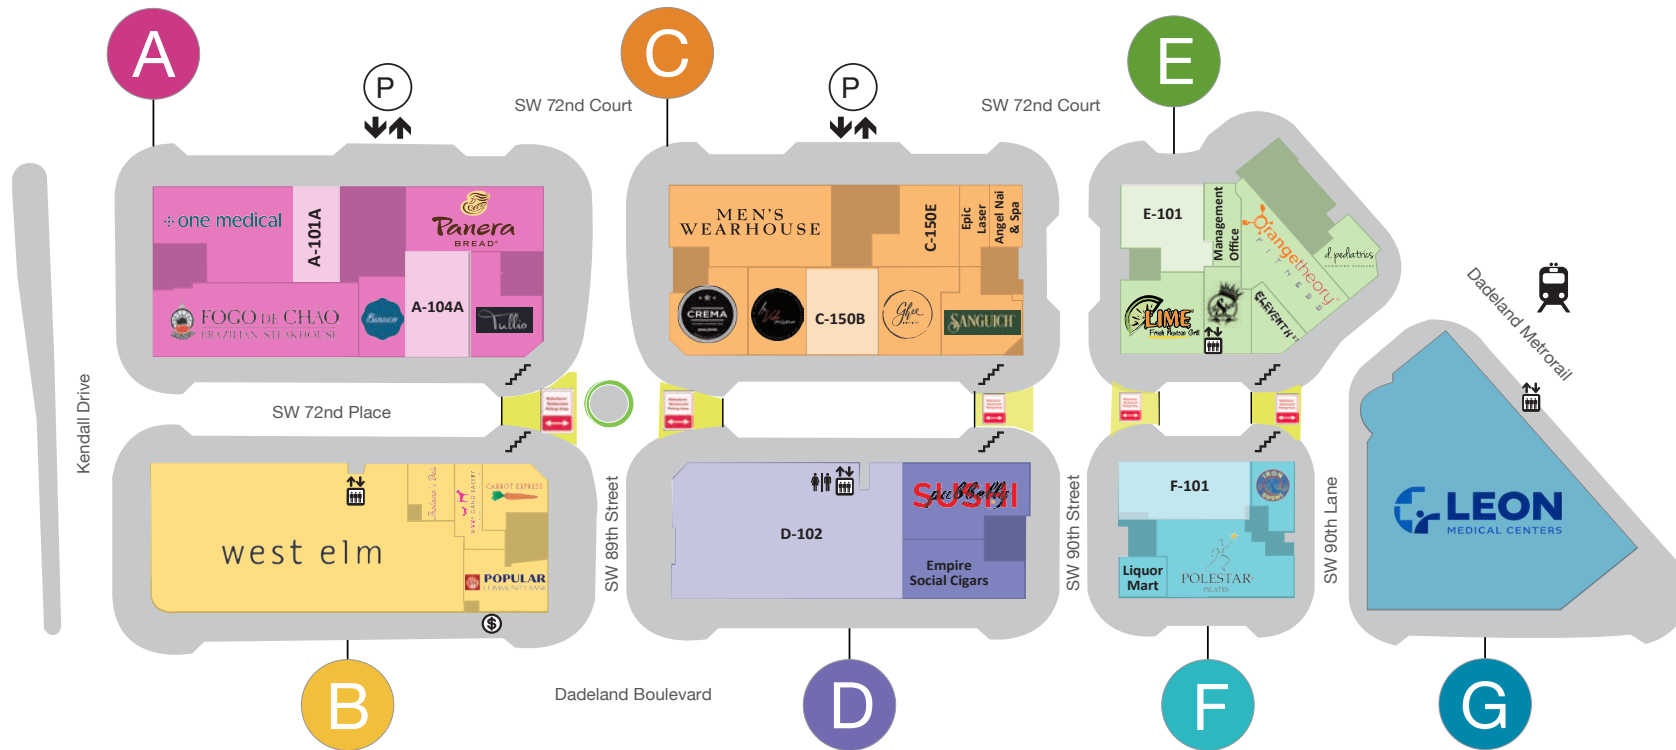 A
C
E
P
P
SW 72nd Court
SW 72nd Court
one medical
A-101A
Panera
BREAD®
FOGO DE CHÃO
BRAZILIAN STEAKHOUSE
A-104A
Tullio
MEN'S
WEARHOUSE
C-150E
Epic
Laser
Angel Nai
& Spa
CREMA
C-150B
Ghee
SANGUICH
E-101
Management
Office
Orangetheory
FITNESS
d. pediatrics
LIME
Fresh Mexican Grill
ELEVENTH ST
Dadeland Metrorail
Kendall Drive
SW 72nd Place
west elm
CARROT EXPRESS
POPULAR
COMMUNITY BANK
$
SW 89th Street
D-102
pubbelly
SUSHI
Empire
Social Cigars
SW 90th Street
F-101
Liquor
Mart
POLESTAR
PILATES
SW 90th Lane
LEON
MEDICAL CENTERS
B
Dadeland Boulevard
D
F
G